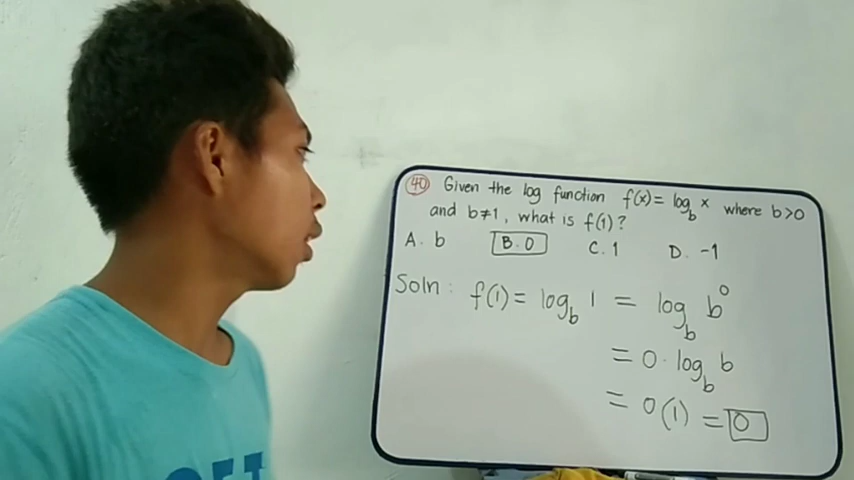 40 Given the log function f(x) = log_b x where b>0
and b≠1, what is f(1)?
A. b B. 0 C. 1 D. -1
Soln: f(1) = log_b 1 = log_b b^0
= 0 · log_b b
= 0(1) = 0